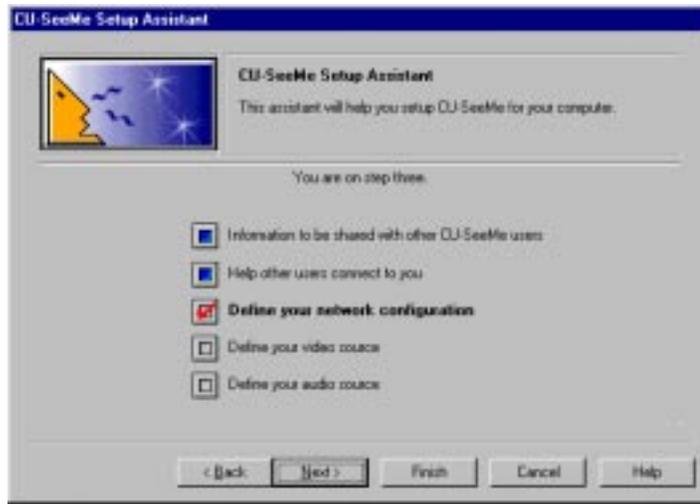 CU-SeeMe Setup Assistant
CU-SeeMe Setup Assistant
This assistant will help you setup CU-SeeMe for your computer.
You are on step three.
Information to be shared with other CU-SeeMe users
Help other users connect to you
Define your network configuration
Define your video source
Define your audio source
< Back
Next >
Finish
Cancel
Help